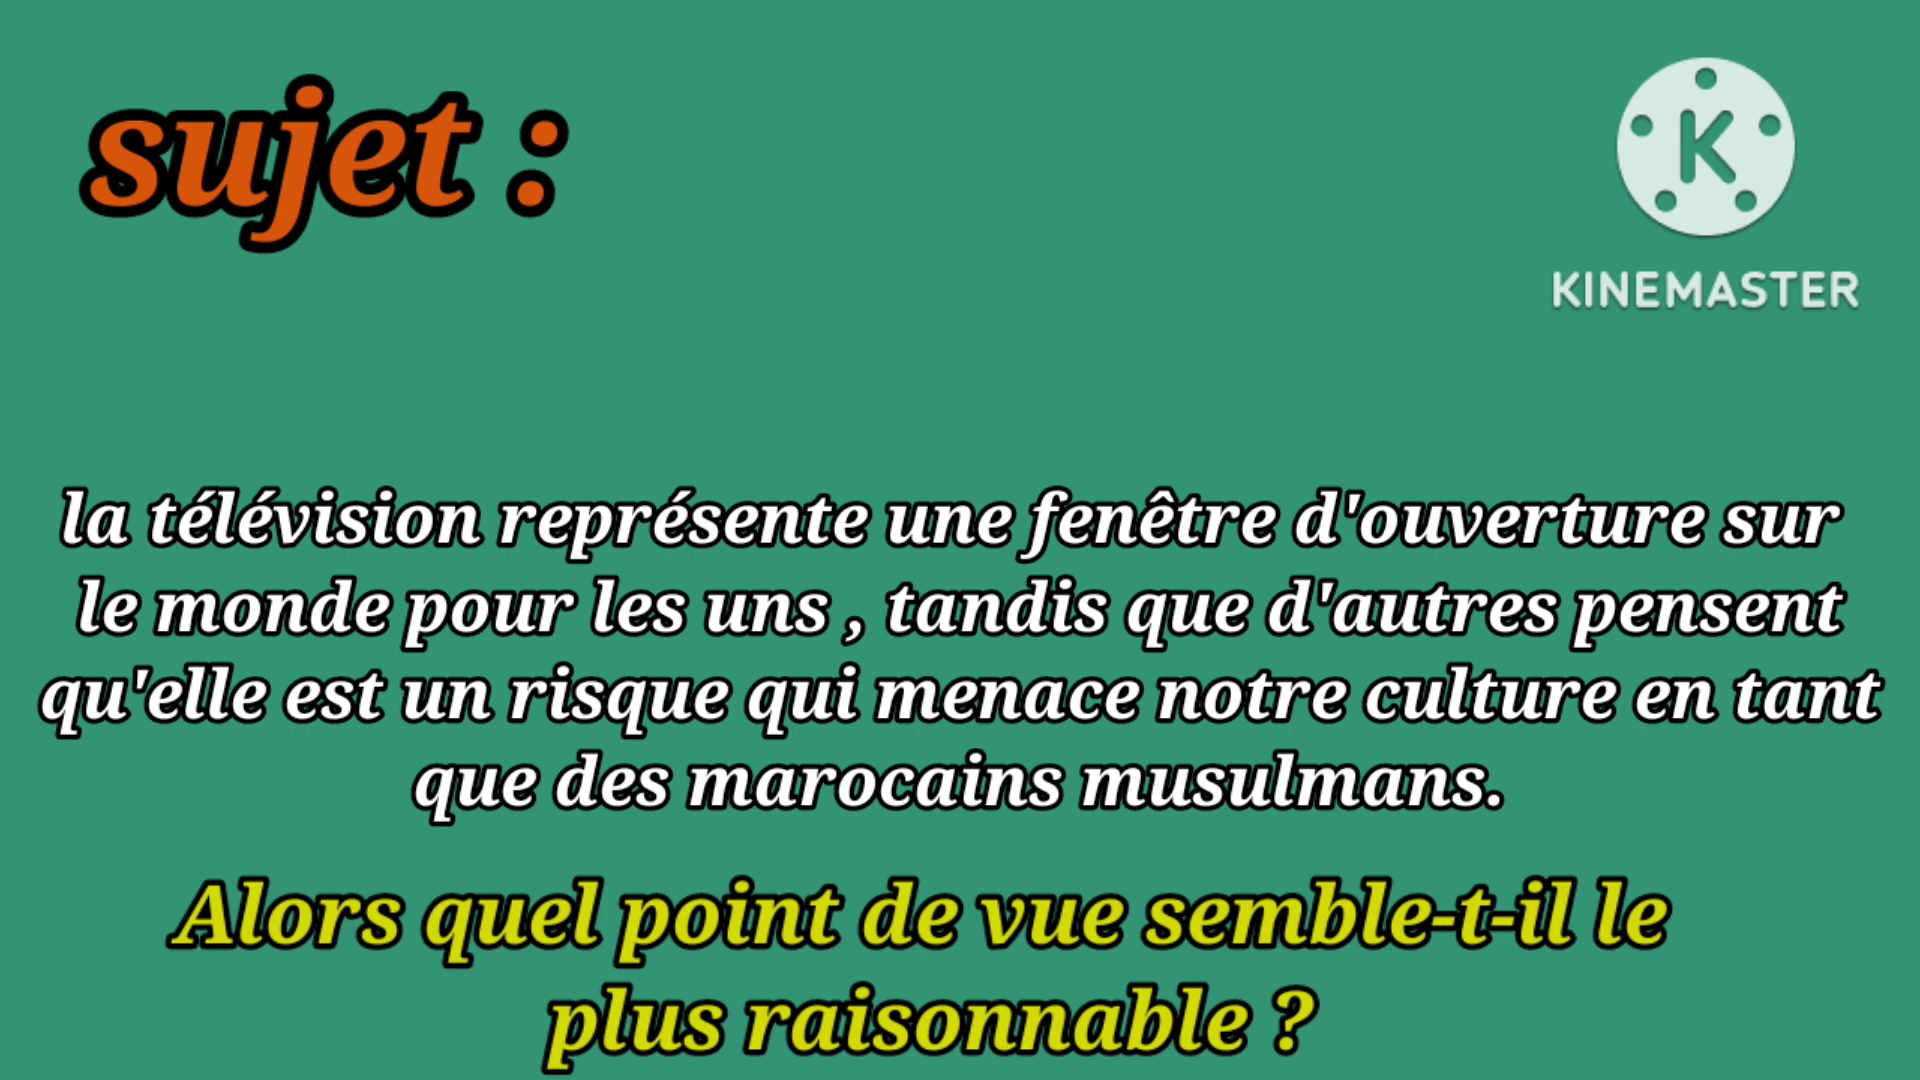 sujet :
KINEMASTER
la télévision représente une fenêtre d'ouverture sur
le monde pour les uns , tandis que d'autres pensent
qu'elle est un risque qui menace notre culture en tant
que des marocains musulmans.
Alors quel point de vue semble-t-il le
plus raisonnable ?